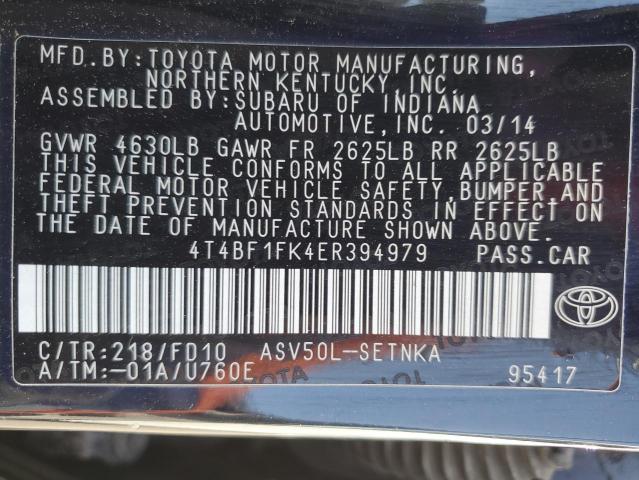 MFD.BY:TOYOTA MOTOR MANUFACTURING,
NORTHERN KENTUCKY,INC.
ASSEMBLED BY:SUBARU OF INDIANA
AUTOMOTIVE,INC. 03/14
GVWR 4630LB GAWR FR 2625LB RR 2625LB
THIS VEHICLE CONFORMS TO ALL APPLICABLE
FEDERAL MOTOR VEHICLE SAFETY,BUMPER,AND
THEFT PREVENTION STANDARDS IN EFFECT ON
THE DATE OF MANUFACTURE SHOWN ABOVE.
4T4BF1FK4ER394979 PASS.CAR
C/TR:218/FD10 ASV50L-SETNKA
A/TM:-01A/U760E 95417
TOYOTA